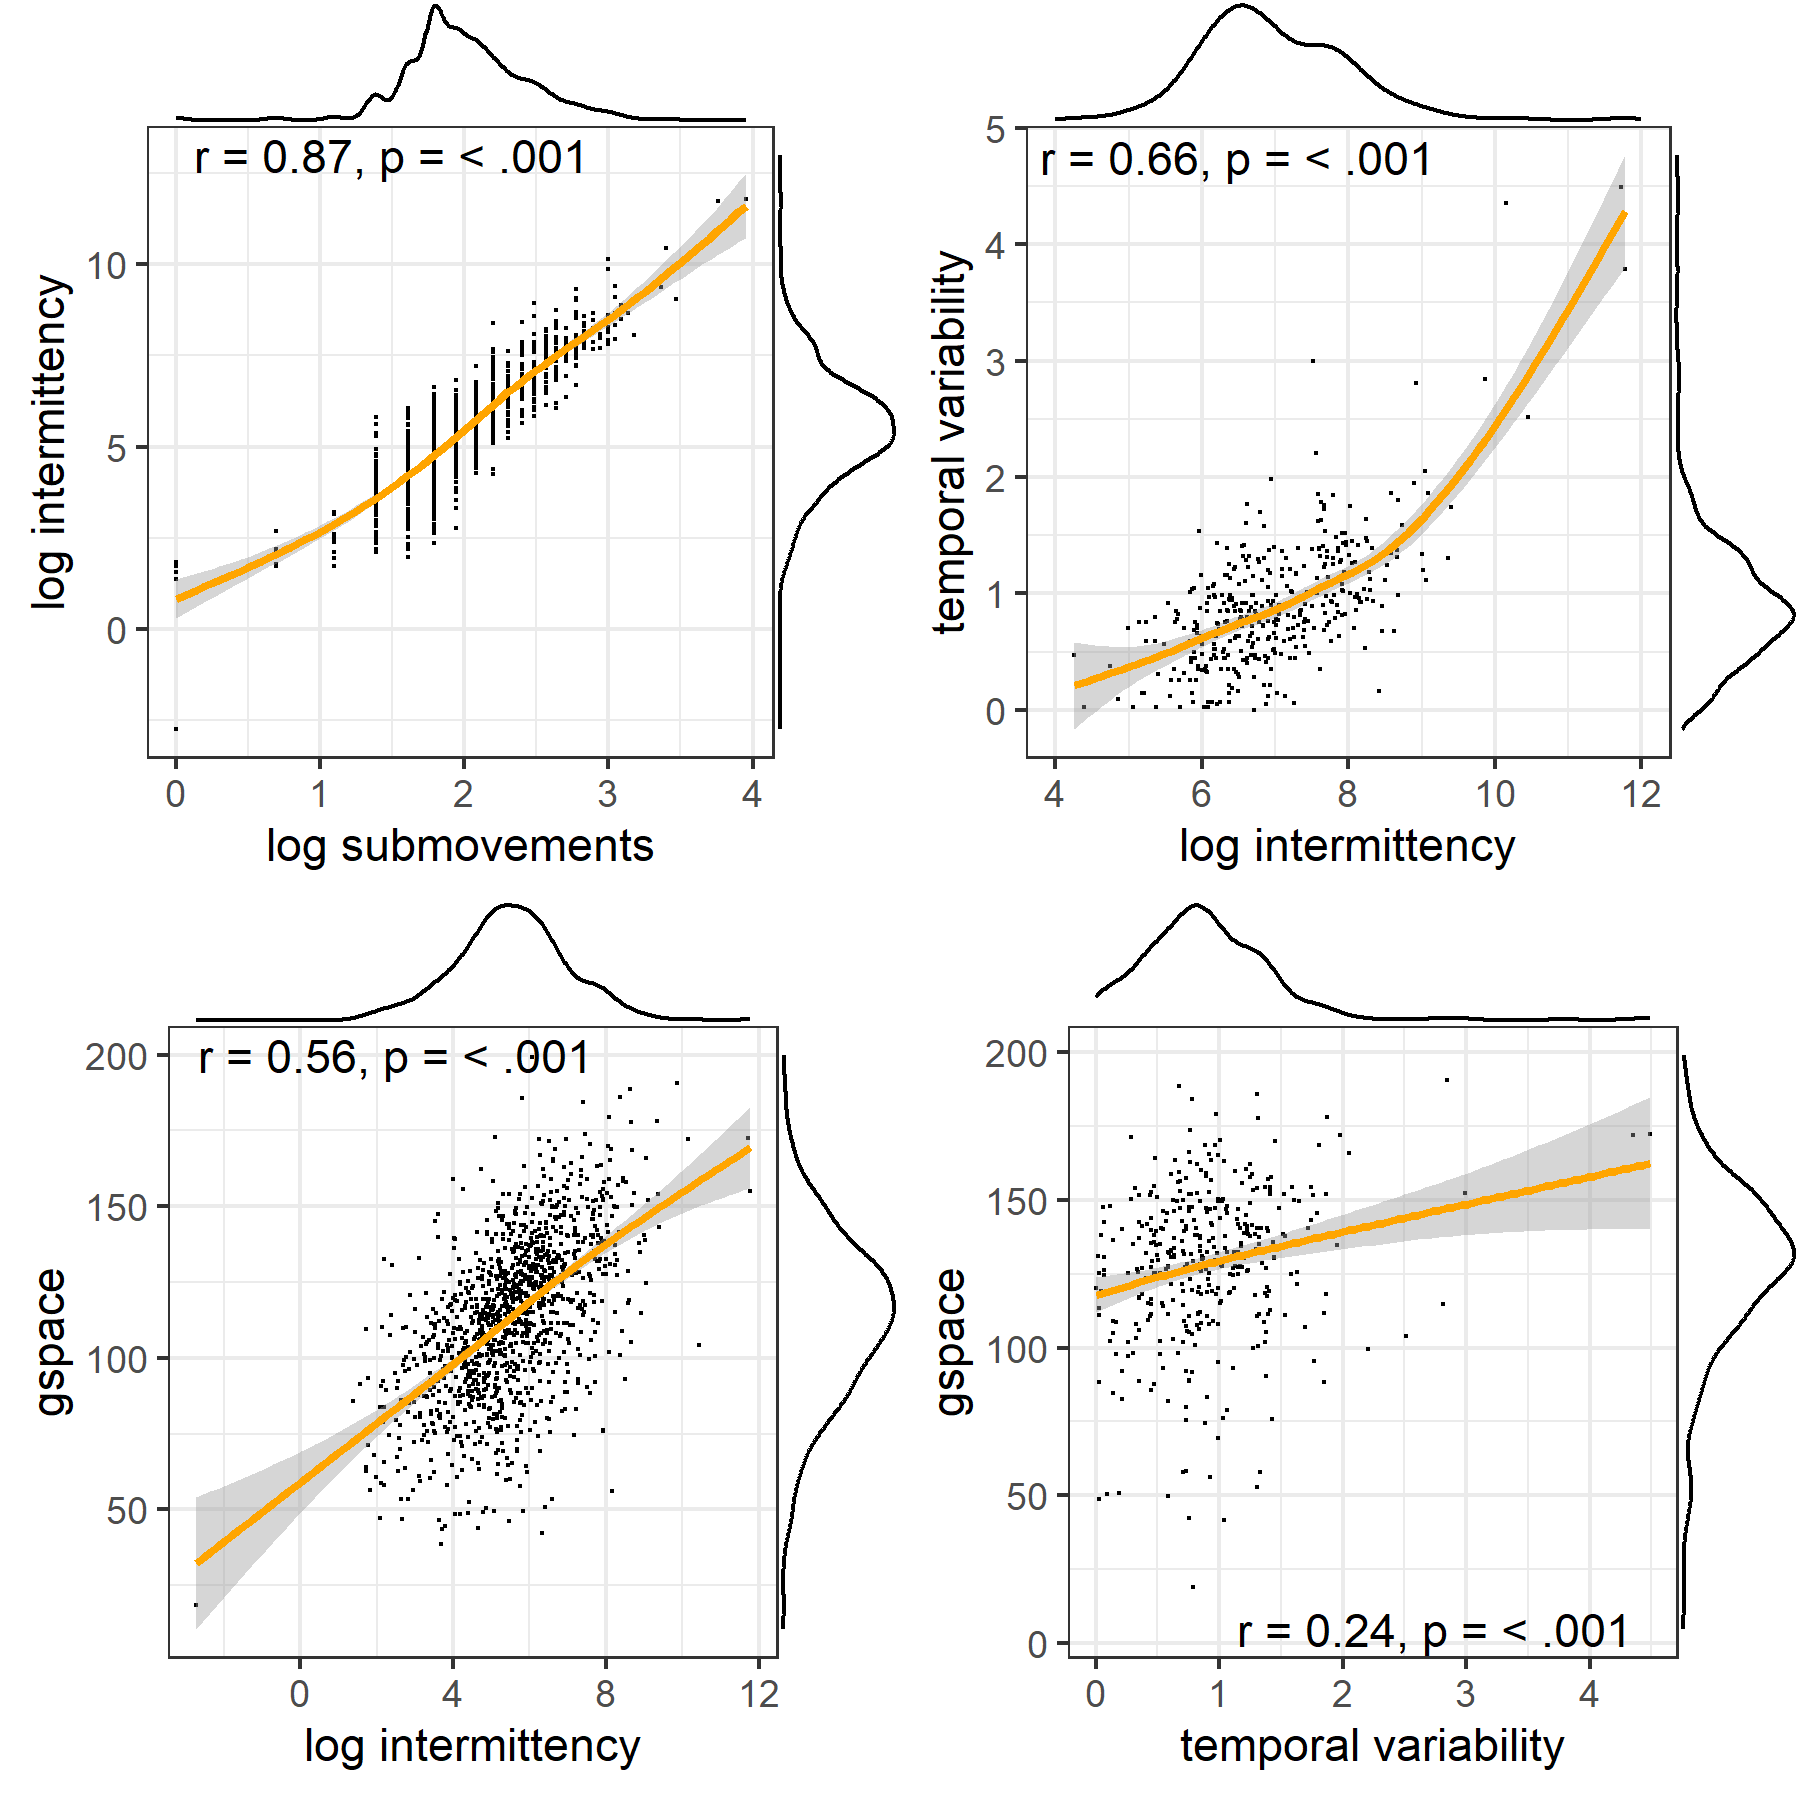 r = 0.87, p = < .001
log intermittency
10
5
0
0 1 2 3 4
log submovements
r = 0.66, p = < .001
temporal variability
5
4
3
2
1
0
4 6 8 10 12
log intermittency
r = 0.56, p = < .001
gspace
200
150
100
50
0 4 8 12
log intermittency
gspace
200
150
100
50
0
r = 0.24, p = < .001
0 1 2 3 4
temporal variability